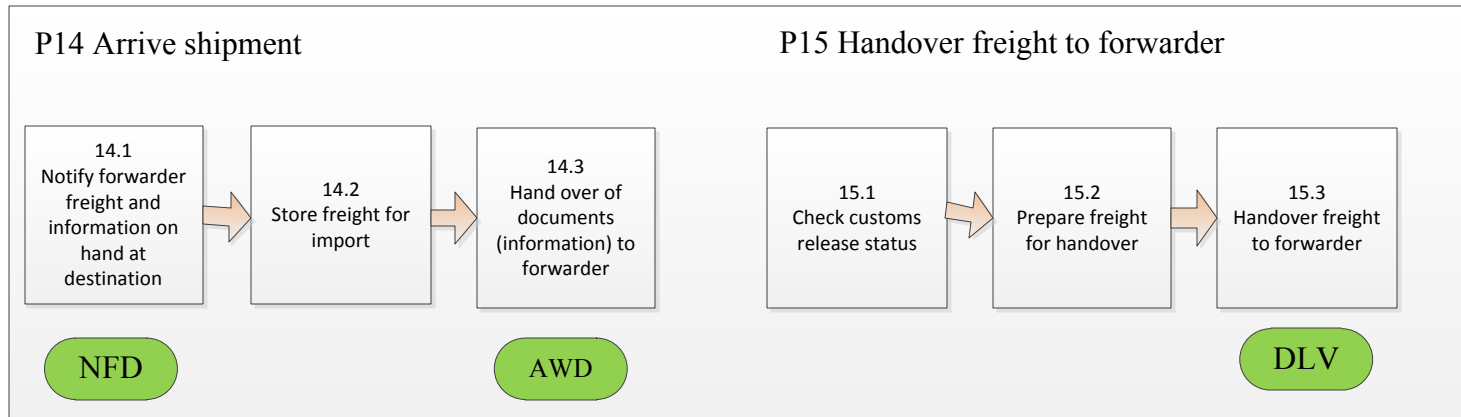 P14 Arrive shipment
14.1
Notify forwarder
freight and
information on
hand at
destination
14.2
Store freight for
import
14.3
Hand over of
documents
(information) to
forwarder
NFD
AWD
P15 Handover freight to forwarder
15.1
Check customs
release status
15.2
Prepare freight
for handover
15.3
Handover freight
to forwarder
DLV